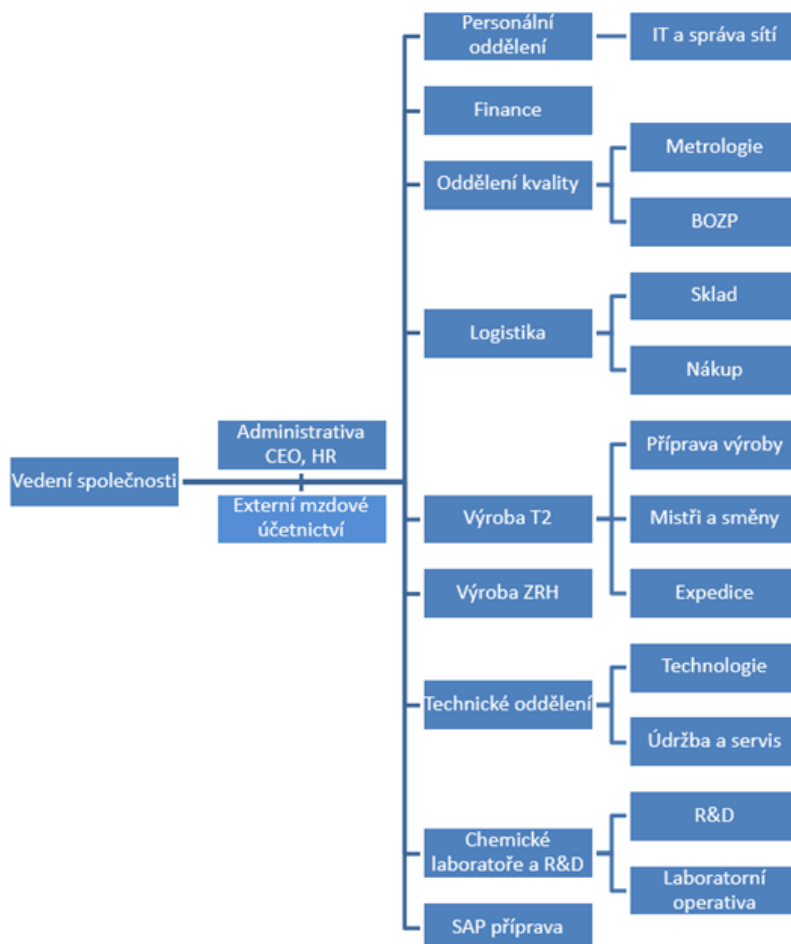 Personální
oddělení
IT a správa sítí
Finance
Metrologie
Oddělení kvality
BOZP
Sklad
Logistika
Nákup
Administrativa
CEO, HR
Příprava výroby
Vedení společnosti
Externí mzdové
účetnictví
Výroba T2
Mistři a směny
Výroba ZRH
Expedice
Technologie
Technické oddělení
Údržba a servis
R&D
Chemické
laboratoře a R&D
Laboratorní
operativa
SAP příprava